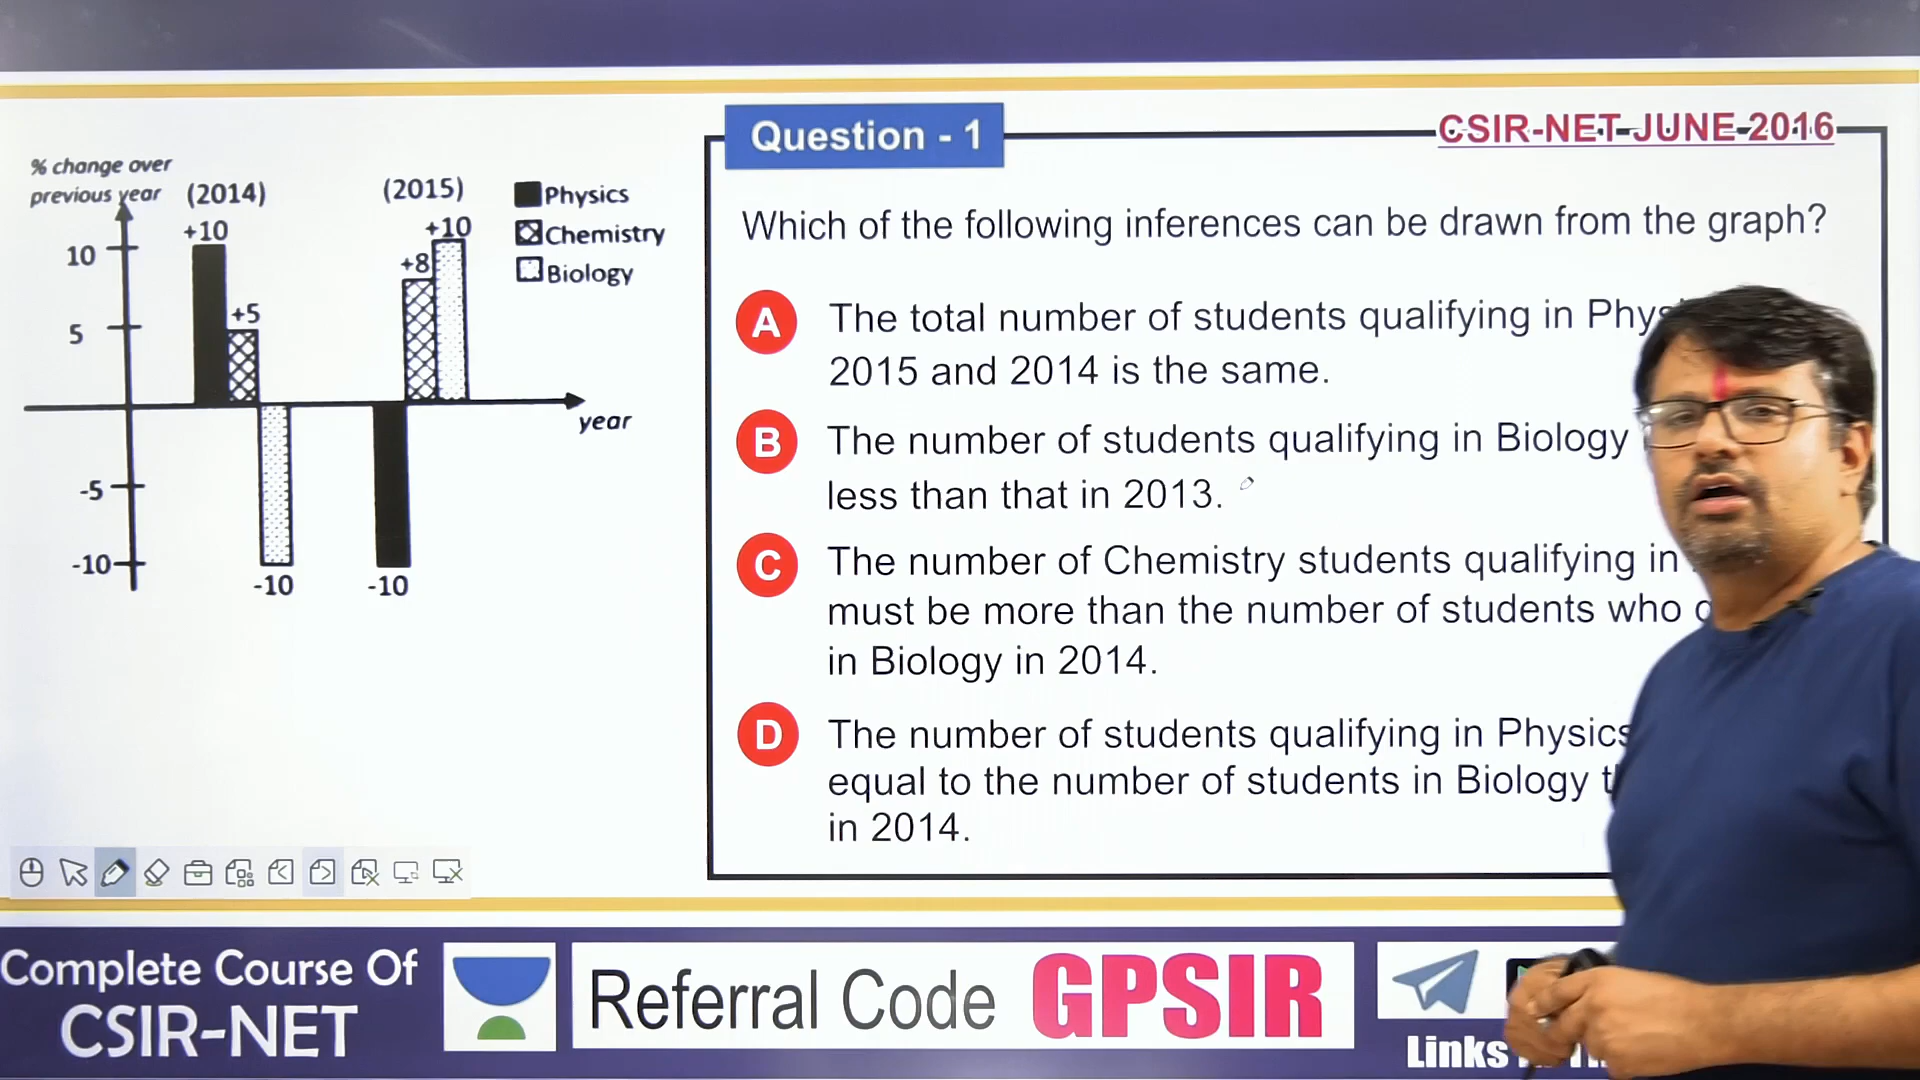 % change over
previous year
(2014)
(2015)
+10
+5
-10
-10
+8
+10
10
5
-5
-10
year
Physics
Chemistry
Biology
Question - 1
CSIR-NET-JUNE-2016
Which of the following inferences can be drawn from the graph?
A The total number of students qualifying in
2015 and 2014 is the same.
B The number of students qualifying in Biology
less than that in 2013.
C The number of Chemistry students qualifying in
must be more than the number of students who
in Biology in 2014.
D The number of students qualifying in Physics
equal to the number of students in Biology
in 2014.
Complete Course Of
CSIR-NET
Referral Code GPSIR
Links